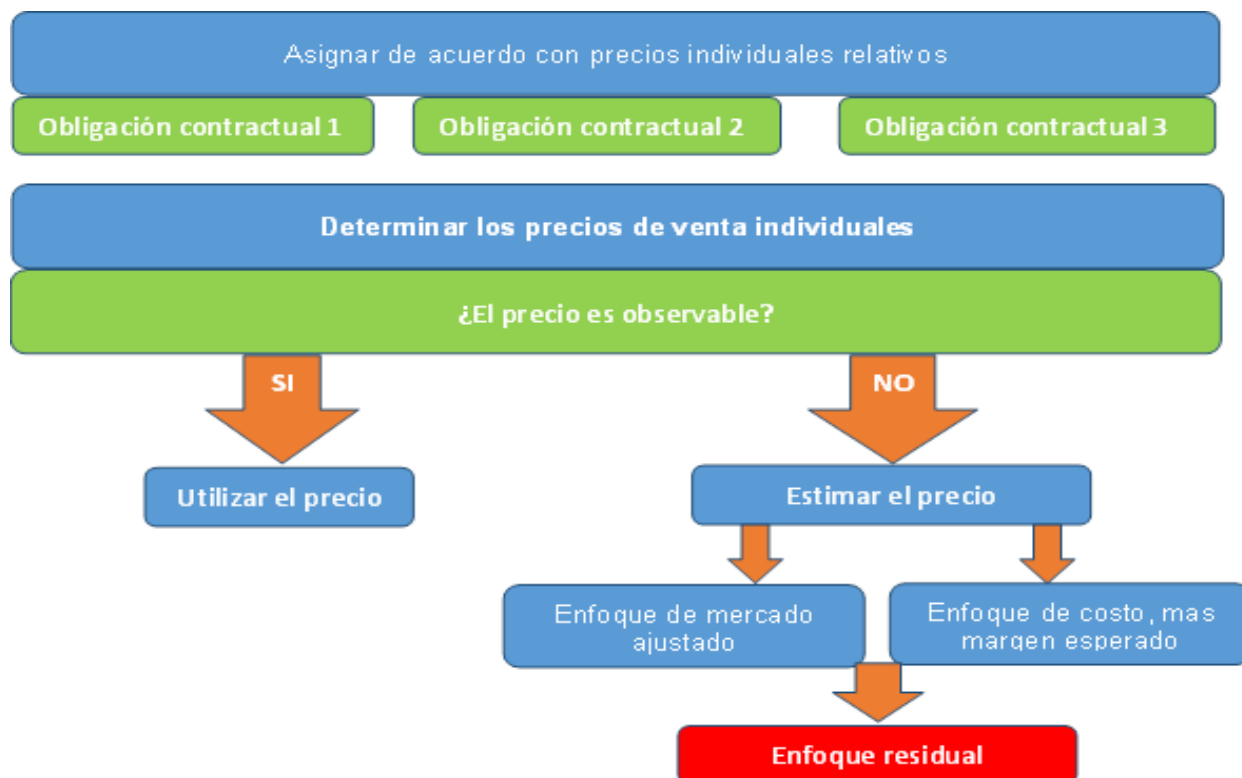 Asignar de acuerdo con precios individuales relativos
Obligación contractual 1
Obligación contractual 2
Obligación contractual 3
Determinar los precios de venta individuales
¿El precio es observable?
SI
NO
Utilizar el precio
Estimar el precio
Enfoque de mercado
ajustado
Enfoque de costo, mas
margen esperado
Enfoque residual